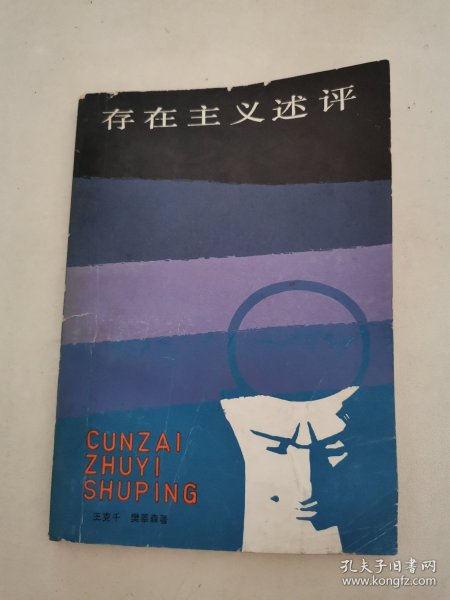 存在主义述评
CUNZAI
ZHUYI
SHUPING
王克千 樊莘森著
孔夫子旧书网
www.kongfz.com